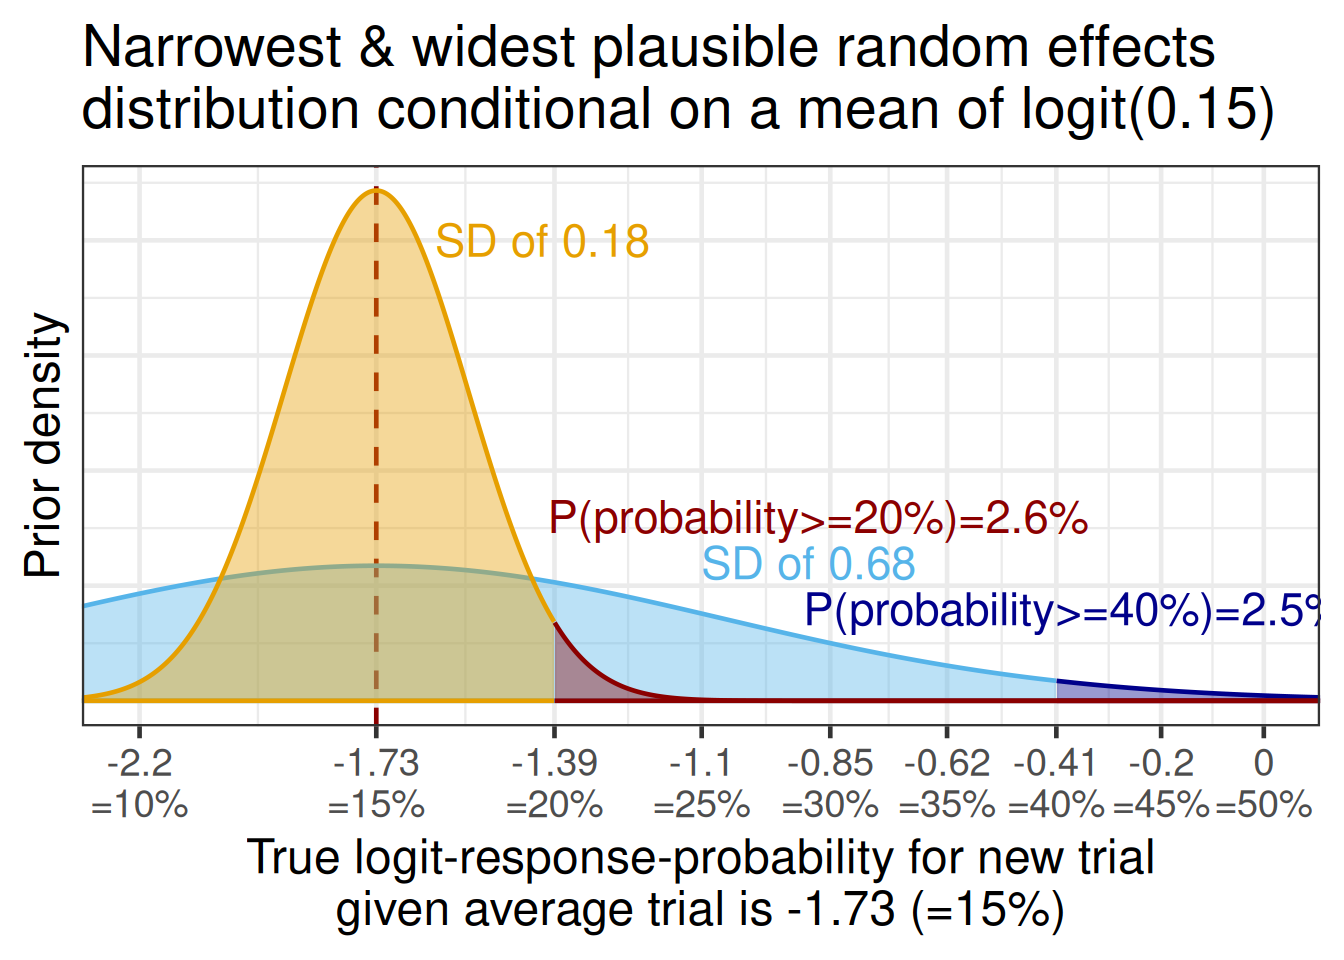 Narrowest & widest plausible random effects
distribution conditional on a mean of logit(0.15)
Prior density
SD of 0.18
P(probability>=20%)=2.6%
SD of 0.68
P(probability>=40%)=2.5%
-2.2 -1.73 -1.39 -1.1 -0.85 -0.62 -0.41 -0.2 0
=10% =15% =20% =25% =30% =35% =40% =45% =50%
True logit-response-probability for new trial
given average trial is -1.73 (=15%)